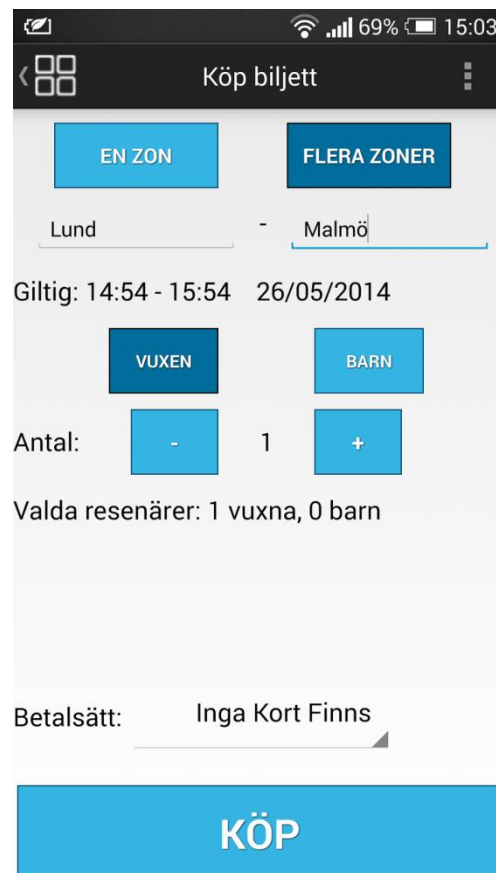 69% 15:03
Köp biljett
EN ZON FLERA ZONER
Lund - Malmö
Giltig: 14:54 - 15:54 26/05/2014
VUXEN BARN
Antal: - 1 +
Valda resenärer: 1 vuxna, 0 barn
Betalsätt: Inga Kort Finns
KÖP